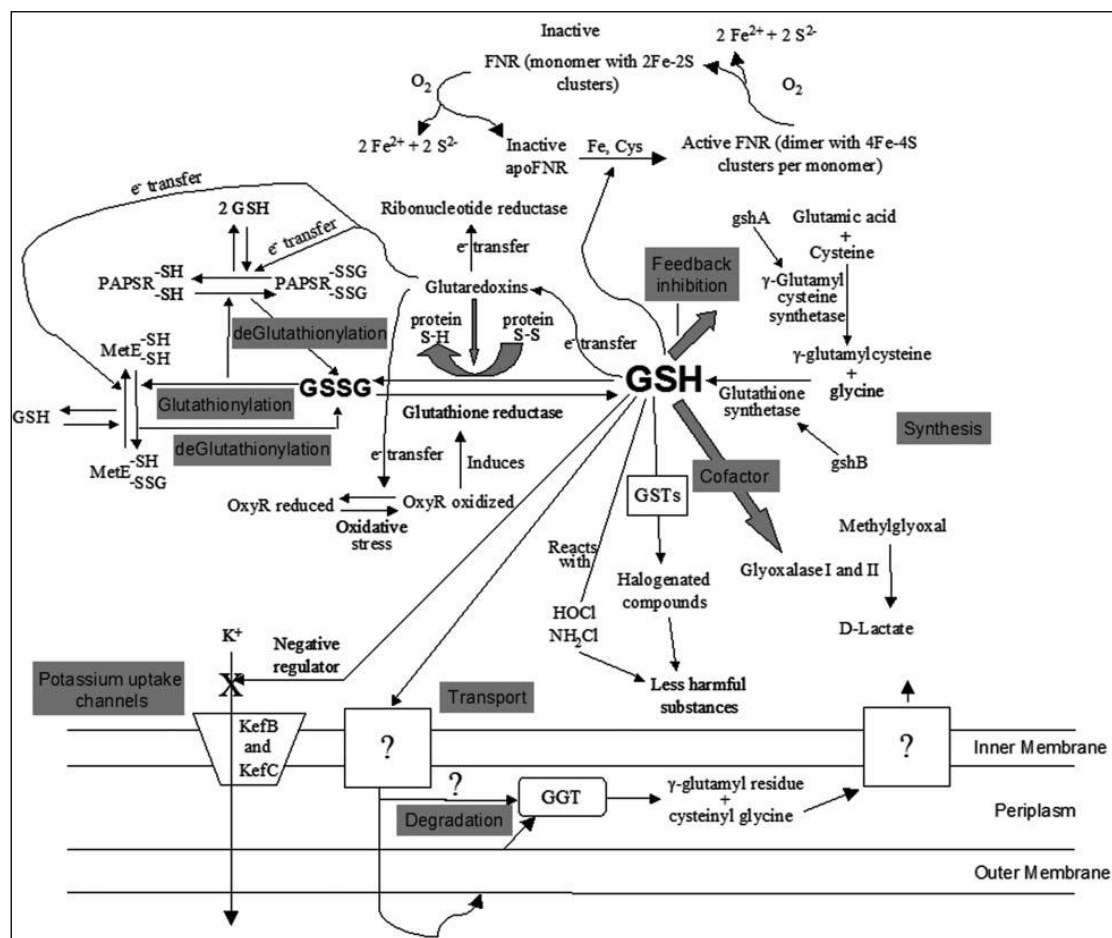 Inactive
FNR (monomer with 2Fe-2S
clusters)
2 Fe²⁺ + 2 S²⁻
O₂
O₂
2 Fe²⁺ + 2 S²⁻
Inactive
apoFNR
Fe, Cys
Active FNR (dimer with 4Fe-4S
clusters per monomer)
e⁻ transfer
2 GSH
e⁻ transfer
PAPSR
-SH
-SH
PAPSR
-SSG
-SSG
Ribonucleotide reductase
e⁻ transfer
Glutaredoxins
protein
S-H
protein
S-S
e⁻ transfer
Feedback
inhibition
gshA
Glutamic acid
+
Cysteine
γ-Glutamyl
cysteine
synthetase
γ-glutamylcysteine
+
glycine
Glutathione
synthetase
gshB
Synthesis
deGlutathionylation
MetE
-SH
-SH
GSSG
GSH
Glutathionylation
GSH
deGlutathionylation
MetE
-SH
-SSG
Glutathione reductase
e⁻ transfer
Induces
OxyR reduced
OxyR oxidized
Oxidative
stress
GSTs
Cofactor
Reacts
with
Halogenated
compounds
HOCl
NH₂Cl
Less harmful
substances
Glyoxalase I and II
Methylglyoxal
D-Lactate
K⁺
Negative
regulator
Potassium uptake
channels
X
Transport
KefB
and
KefC
?
?
Inner Membrane
?
Degradation
GGT
γ-glutamyl residue
+
cysteinyl glycine
Periplasm
Outer Membrane